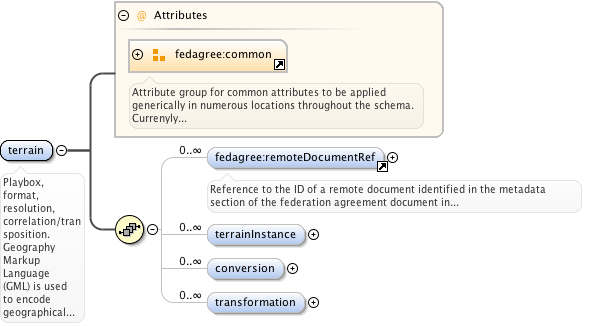 @ Attributes
fedagree:common
Attribute group for common attributes to be applied
generically in numerous locations throughout the schema.
Currenyly...
terrain
Playbox,
format,
resolution,
correlation/tran
sposition.
Geography
Markup
Language
(GML) is used
to encode
geographical...
0..∞
fedagree:remoteDocumentRef
Reference to the ID of a remote document identified in the metadata
section of the federation agreement document in...
0..∞
terrainInstance
0..∞
conversion
0..∞
transformation